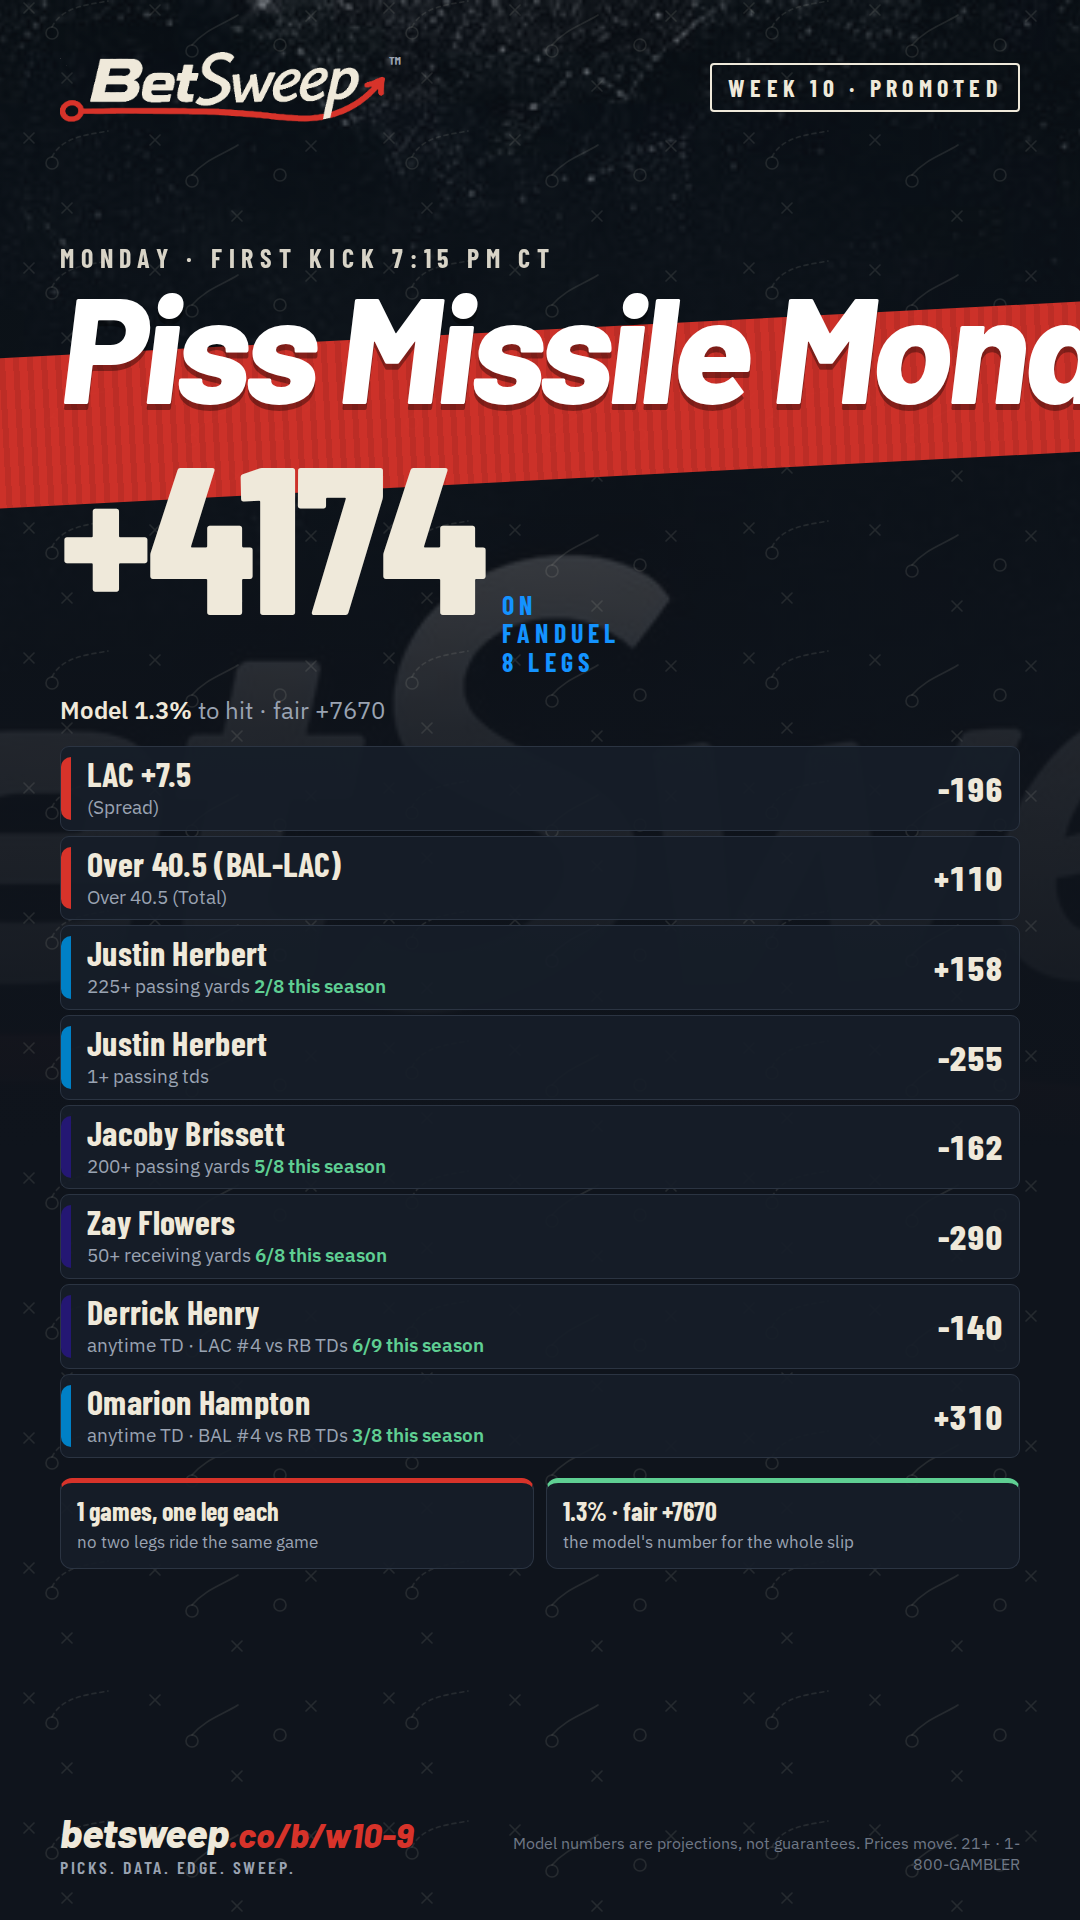 BetSweep TM
WEEK 10 · PROMOTED
MONDAY · FIRST KICK 7:15 PM CT
Piss Missile Mond
+4174
ON
FANDUEL
8 LEGS
Model 1.3% to hit · fair +7670
LAC +7.5
(Spread)
-196
Over 40.5 (BAL-LAC)
Over 40.5 (Total)
+110
Justin Herbert
225+ passing yards 2/8 this season
+158
Justin Herbert
1+ passing tds
-255
Jacoby Brissett
200+ passing yards 5/8 this season
-162
Zay Flowers
50+ receiving yards 6/8 this season
-290
Derrick Henry
anytime TD · LAC #4 vs RB TDs 6/9 this season
-140
Omarion Hampton
anytime TD · BAL #4 vs RB TDs 3/8 this season
+310
1 games, one leg each
no two legs ride the same game
1.3% · fair +7670
the model's number for the whole slip
betsweep.co/b/w10-9
PICKS. DATA. EDGE. SWEEP.
Model numbers are projections, not guarantees. Prices move. 21+ · 1-
800-GAMBLER